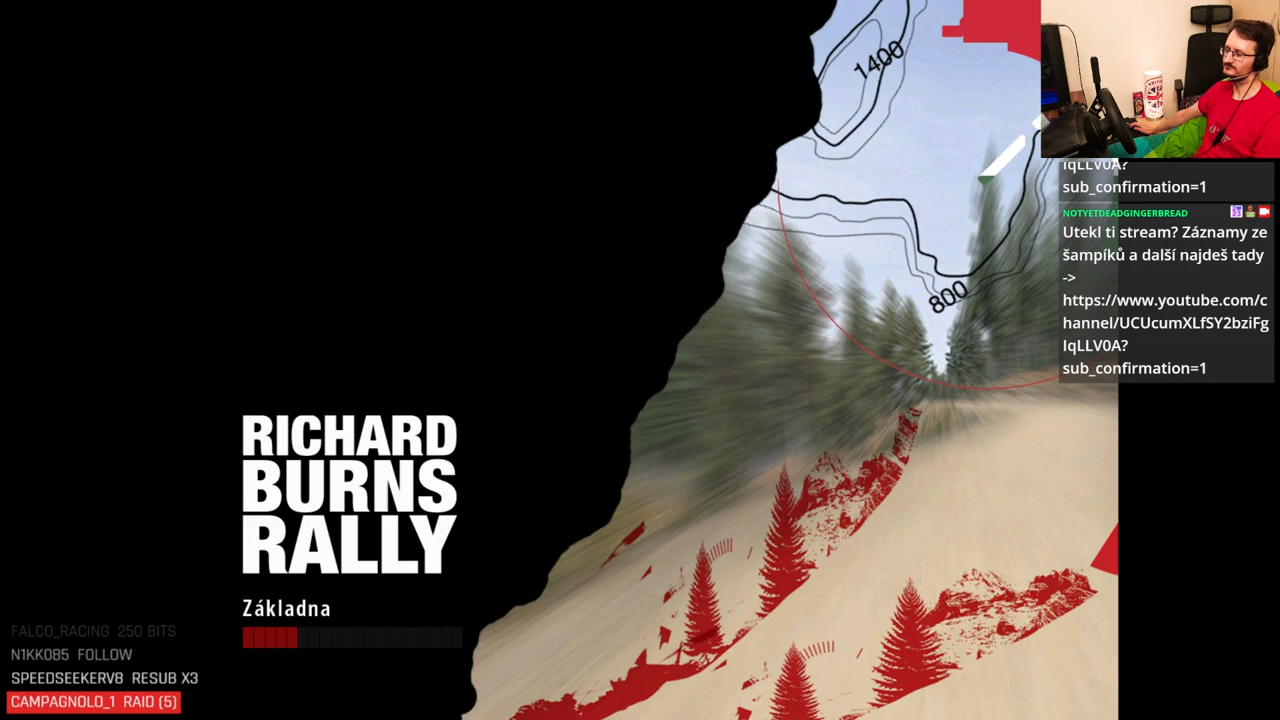 1400
800
IqLLV0A?
sub_confirmation=1
NOTYETDEADGINGERBREAD
Utekl ti stream? Záznamy ze
šampíků a další najdeš tady
->
https://www.youtube.com/c
hannel/UCUcumXLfSY2bziFg
IqLLV0A?
sub_confirmation=1
RICHARD
BURNS
RALLY
Základna
FALCO_RACING 250 BITS
N1KK085 FOLLOW
SPEEDSEEKERV8 RESUB X3
CAMPAGNOLO_1 RAID (5)